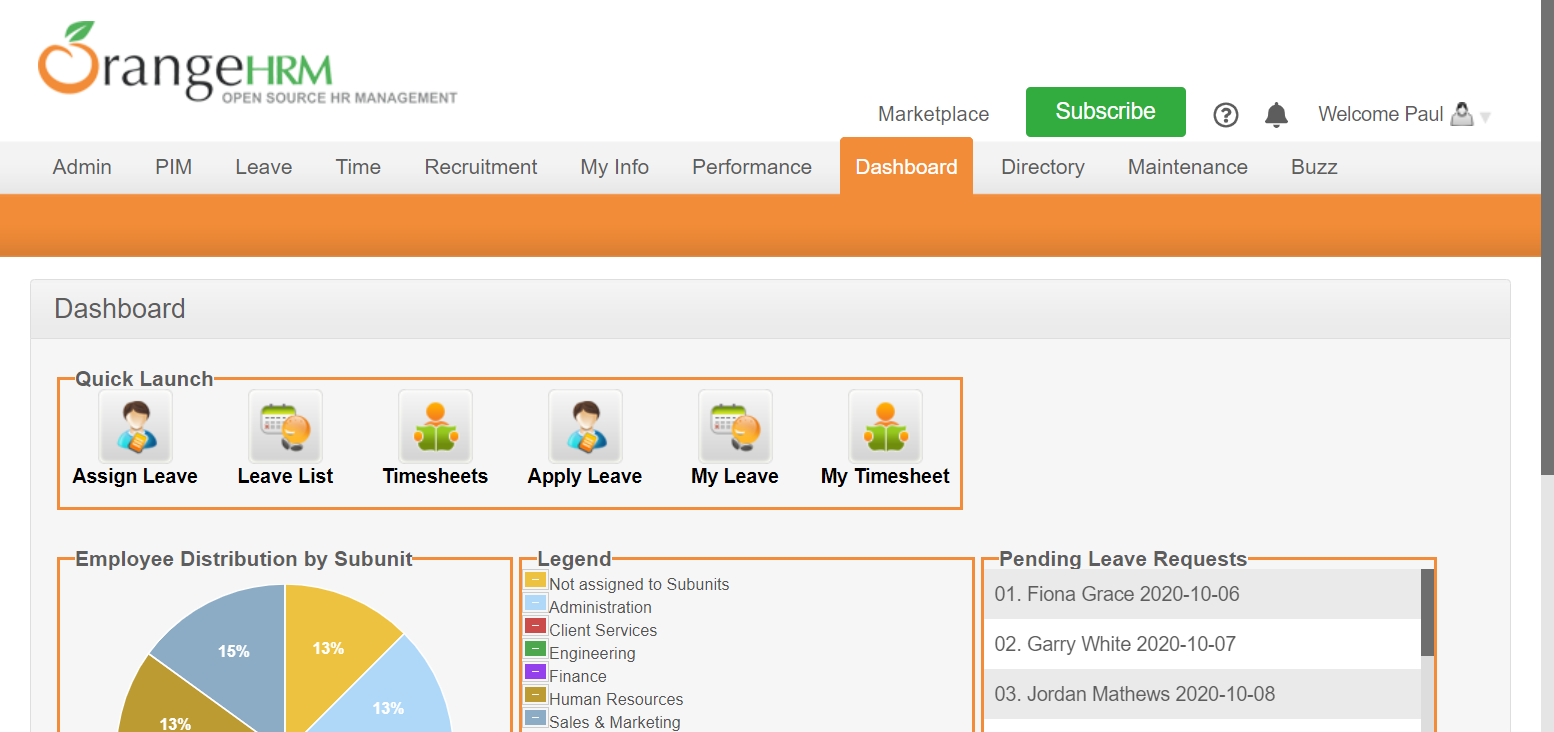 OrangeHRM
OPEN SOURCE HR MANAGEMENT
Marketplace
Subscribe
?
Welcome Paul
Admin PIM Leave Time Recruitment My Info Performance Dashboard Directory Maintenance Buzz
Dashboard
Quick Launch
Assign Leave Leave List Timesheets Apply Leave My Leave My Timesheet
Employee Distribution by Subunit
15%
13%
13%
13%
Legend
Not assigned to Subunits
Administration
Client Services
Engineering
Finance
Human Resources
Sales & Marketing
Pending Leave Requests
01. Fiona Grace 2020-10-06
02. Garry White 2020-10-07
03. Jordan Mathews 2020-10-08